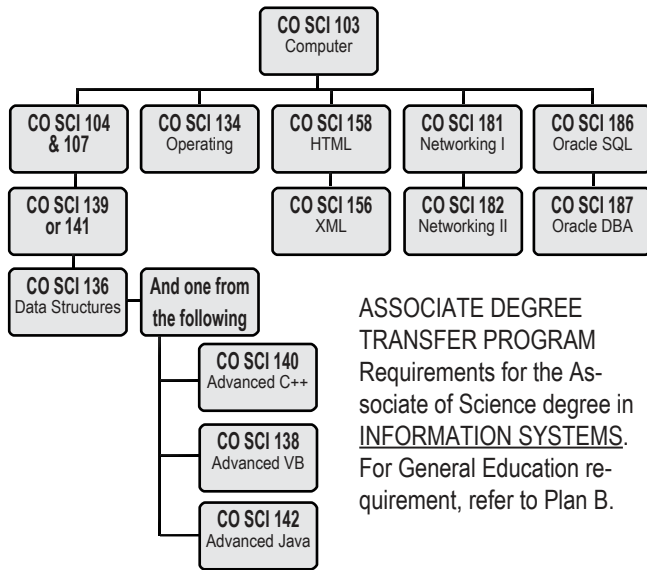 CO SCI 103
Computer
CO SCI 104
& 107
CO SCI 134
Operating
CO SCI 158
HTML
CO SCI 181
Networking I
CO SCI 186
Oracle SQL
CO SCI 139
or 141
CO SCI 156
XML
CO SCI 182
Networking II
CO SCI 187
Oracle DBA
CO SCI 136
Data Structures
And one from
the following
CO SCI 140
Advanced C++
CO SCI 138
Advanced VB
CO SCI 142
Advanced Java
ASSOCIATE DEGREE
TRANSFER PROGRAM
Requirements for the As-
sociate of Science degree in
INFORMATION SYSTEMS.
For General Education re-
quirement, refer to Plan B.